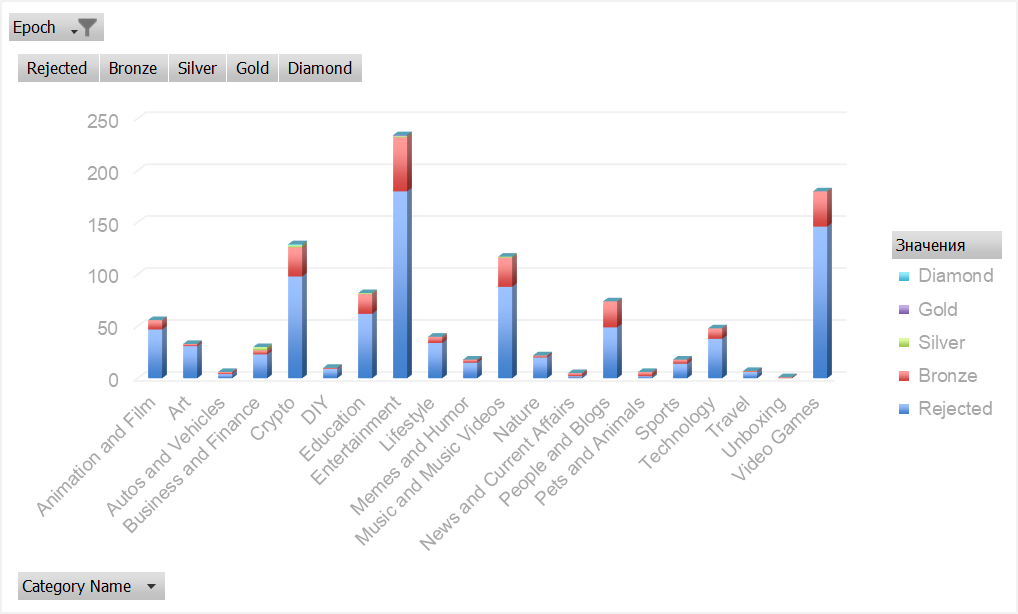 Epoch
Rejected Bronze Silver Gold Diamond
250
200
150
100
50
0
Animation and Film
Art
Autos and Vehicles
Business and Finance
Crypto
DIY
Education
Entertainment
Lifestyle
Memes and Humor
Music and Music Videos
Nature
News and Current Affairs
People and Blogs
Pets and Animals
Sports
Technology
Travel
Unboxing
Video Games
Значения
Diamond
Gold
Silver
Bronze
Rejected
Category Name